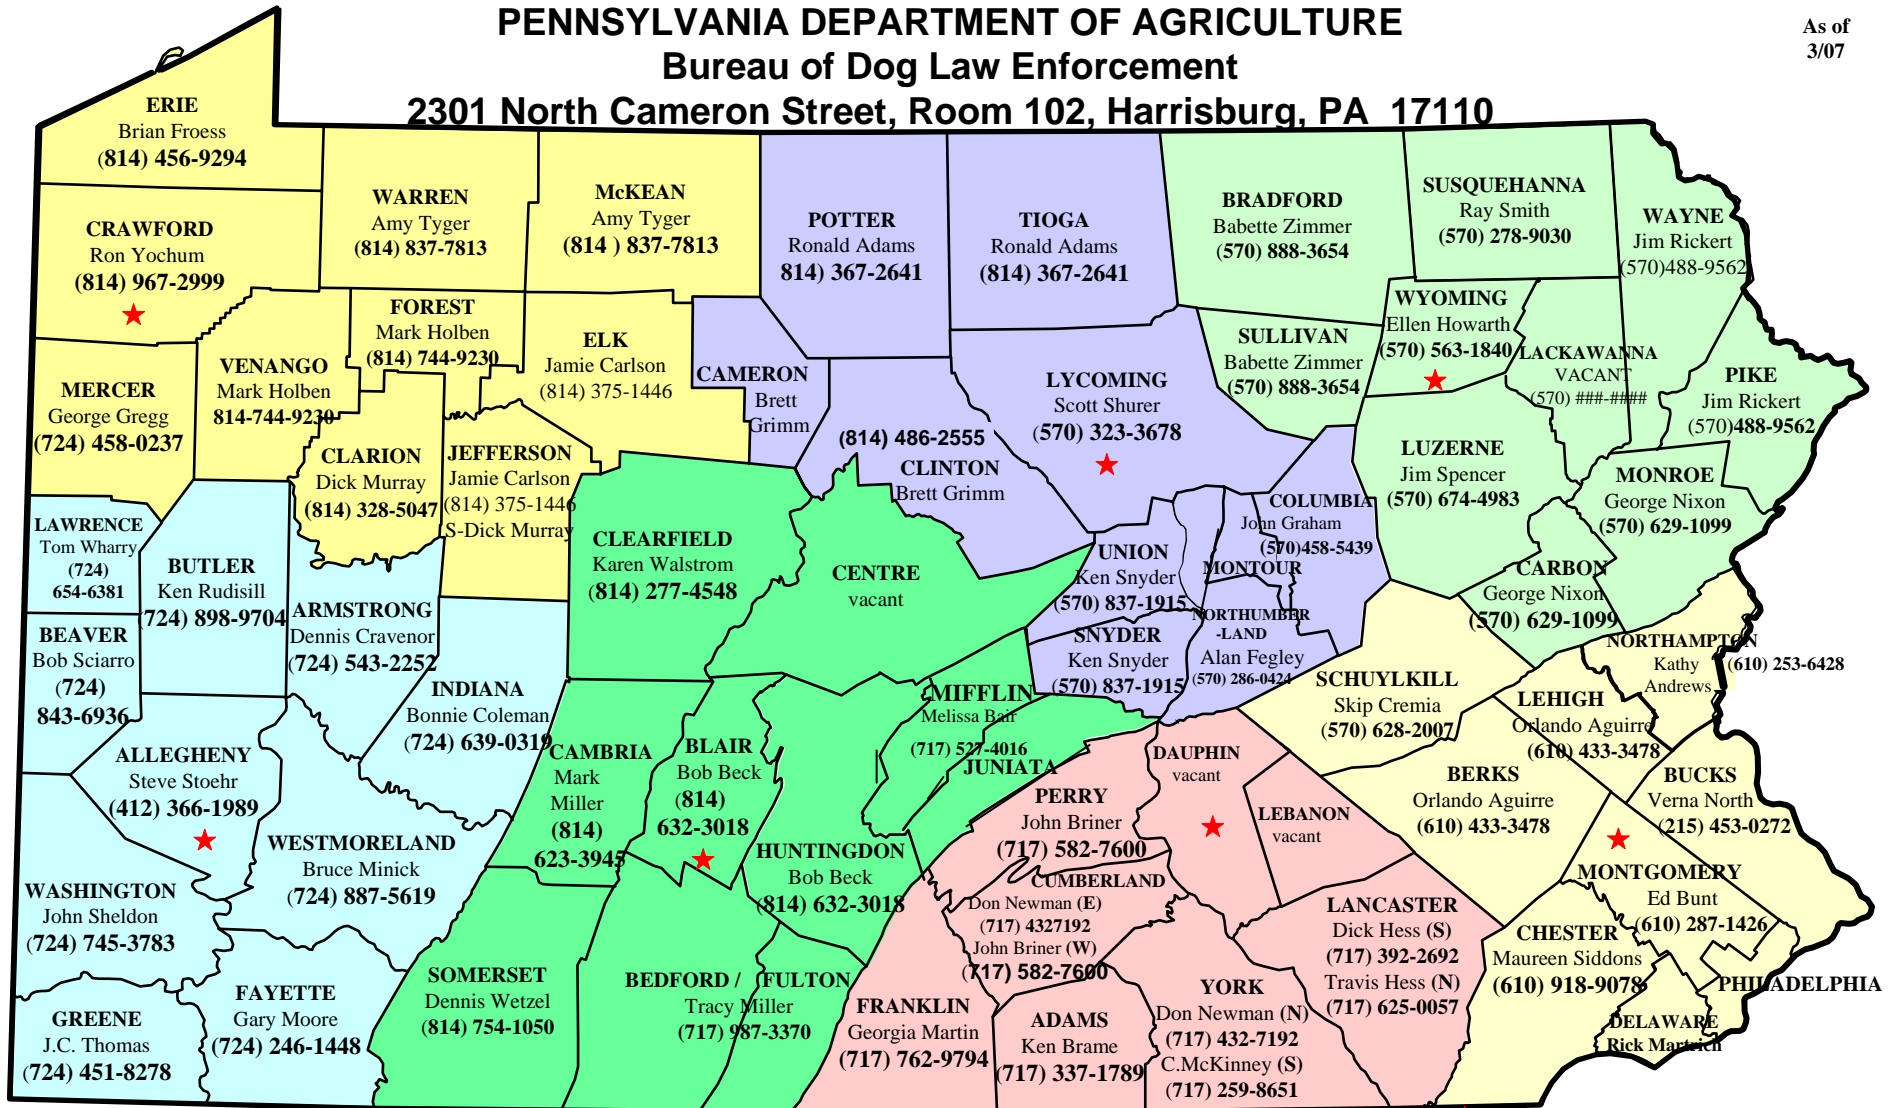 PENNSYLVANIA DEPARTMENT OF AGRICULTURE
Bureau of Dog Law Enforcement
2301 North Cameron Street, Room 102, Harrisburg, PA 17110
As of
3/07
ERIE
Brian Froess
(814) 456-9294
CRAWFORD
Ron Yochum
(814) 967-2999
WARREN
Amy Tyger
(814) 837-7813
McKEAN
Amy Tyger
(814 ) 837-7813
POTTER
Ronald Adams
814) 367-2641
TIOGA
Ronald Adams
(814) 367-2641
BRADFORD
Babette Zimmer
(570) 888-3654
SUSQUEHANNA
Ray Smith
(570) 278-9030
WAYNE
Jim Rickert
(570)488-9562
MERCER
George Gregg
(724) 458-0237
VENANGO
Mark Holben
814-744-9230
FOREST
Mark Holben
(814) 744-9230
ELK
Jamie Carlson
(814) 375-1446
CAMERON
Brett
Grimm
LYCOMING
Scott Shurer
(570) 323-3678
SULLIVAN
Babette Zimmer
(570) 888-3654
WYOMING
Ellen Howarth
(570) 563-1840
LACKAWANNA
VACANT
(570) ###-####
PIKE
Jim Rickert
(570)488-9562
CLARION
Dick Murray
(814) 328-5047
JEFFERSON
Jamie Carlson
(814) 375-1446
S-Dick Murray
(814) 486-2555
CLINTON
Brett Grimm
LUZERNE
Jim Spencer
(570) 674-4983
MONROE
George Nixon
(570) 629-1099
LAWRENCE
Tom Wharry
(724)
654-6381
BUTLER
Ken Rudisill
(724) 898-9704
ARMSTRONG
Dennis Cravenor
(724) 543-2252
CLEARFIELD
Karen Walstrom
(814) 277-4548
CENTRE
vacant
UNION
Ken Snyder
(570) 837-1915
COLUMBIA
John Graham
(570)458-5439
MONTOUR
CARBON
George Nixon
(570) 629-1099
BEAVER
Bob Sciarro
(724)
843-6936
INDIANA
Bonnie Coleman
(724) 639-0319
SNYDER
Ken Snyder
(570) 837-1915
NORTHUMBER
-LAND
Alan Fegley
(570) 286-0424
SCHUYLKILL
Skip Cremia
(570) 628-2007
NORTHAMPTON
Kathy
Andrews
(610) 253-6428
LEHIGH
Orlando Aguirre
(610) 433-3478
ALLEGHENY
Steve Stoehr
(412) 366-1989
CAMBRIA
Mark
Miller
(814)
623-3945
BLAIR
Bob Beck
(814)
632-3018
MIFFLIN
Melissa Bair
(717) 527-4016
JUNIATA
DAUPHIN
vacant
LEBANON
vacant
BERKS
Orlando Aguirre
(610) 433-3478
BUCKS
Verna North
(215) 453-0272
WESTMORELAND
Bruce Minick
(724) 887-5619
HUNTINGDON
Bob Beck
(814) 632-3018
PERRY
John Briner
(717) 582-7600
CUMBERLAND
Don Newman (E)
(717) 4327192
John Briner (W)
(717) 582-7600
MONTGOMERY
Ed Bunt
(610) 287-1426
WASHINGTON
John Sheldon
(724) 745-3783
LANCASTER
Dick Hess (S)
(717) 392-2692
Travis Hess (N)
(717) 625-0057
CHESTER
Maureen Siddons
(610) 918-9078
PHILADELPHIA
DELAWARE
Rick Martrich
GREENE
J.C. Thomas
(724) 451-8278
FAYETTE
Gary Moore
(724) 246-1448
SOMERSET
Dennis Wetzel
(814) 754-1050
BEDFORD / FULTON
Tracy Miller
(717) 987-3370
FRANKLIN
Georgia Martin
(717) 762-9794
ADAMS
Ken Brame
(717) 337-1789
YORK
Don Newman (N)
(717) 432-7192
C.McKinney (S)
(717) 259-8651